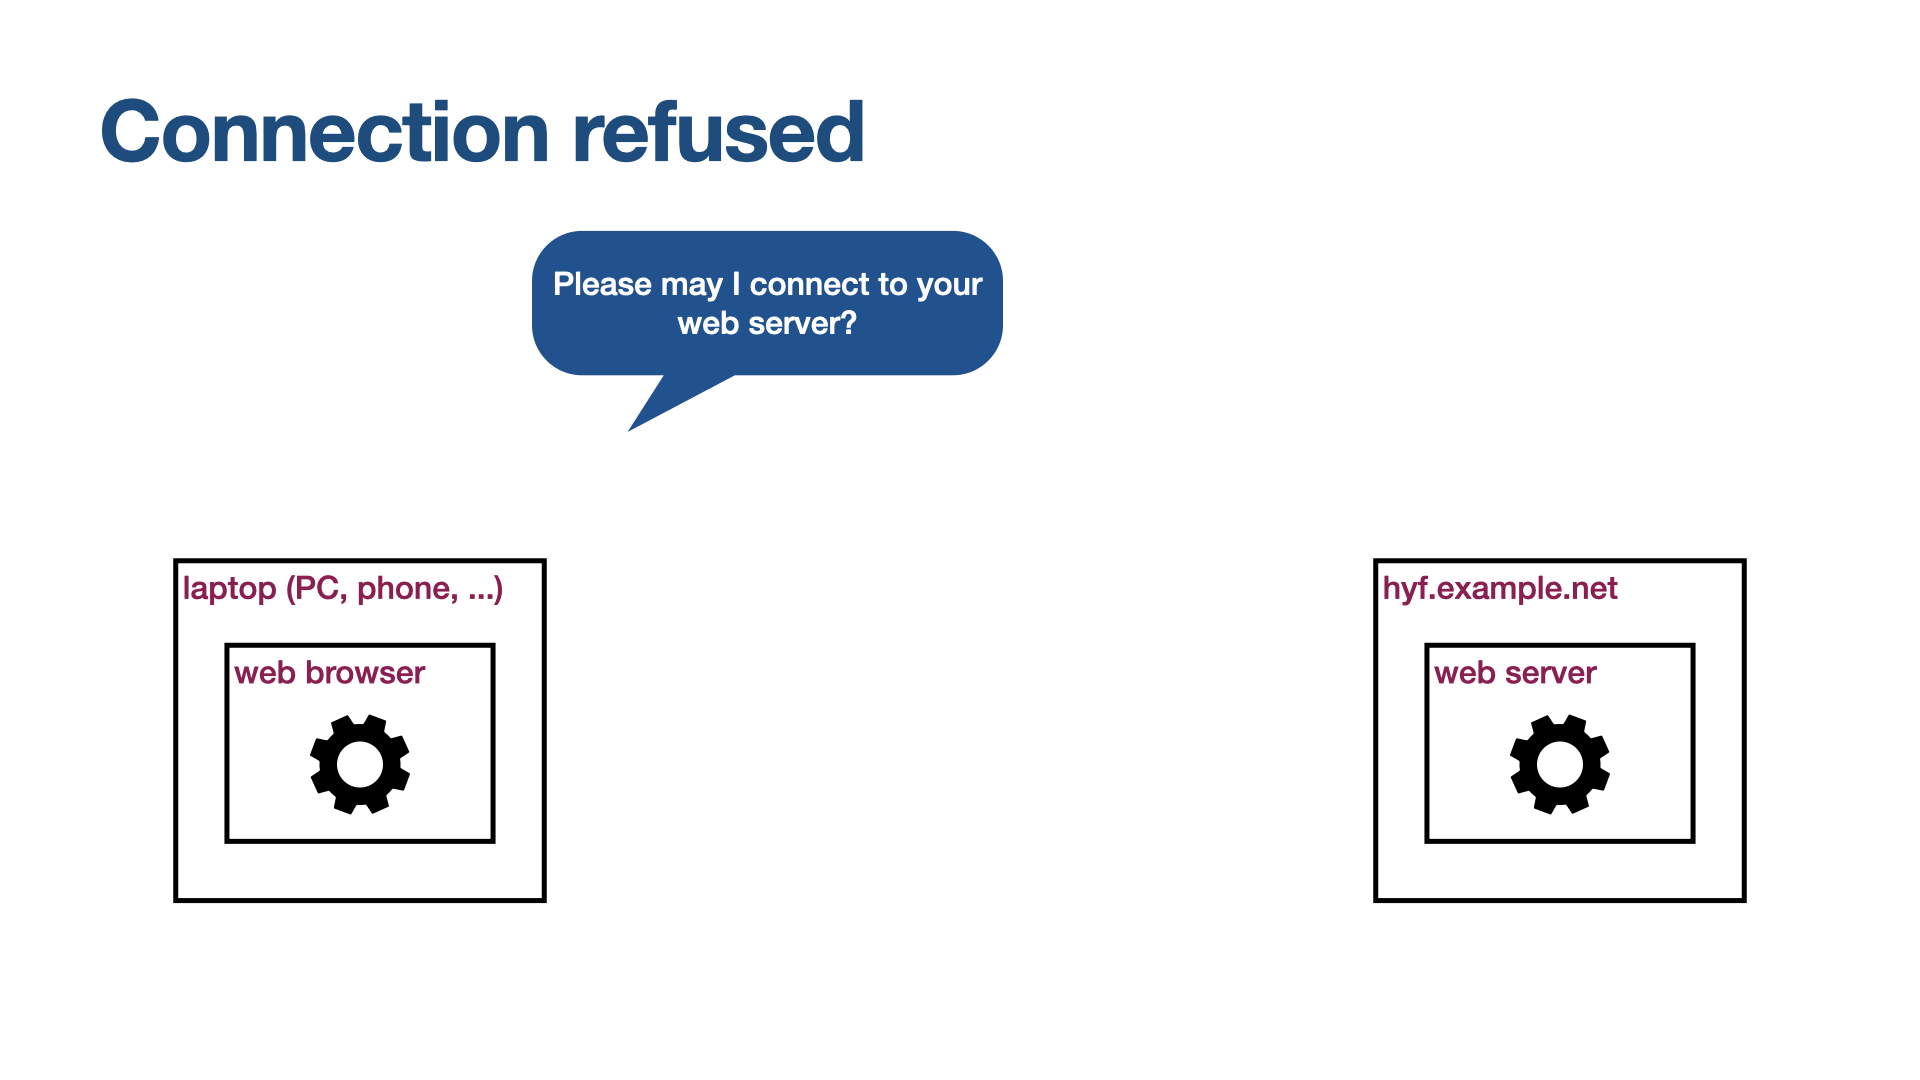 Connection refused
Please may I connect to your
web server?
laptop (PC, phone, ...)
web browser
hyf.example.net
web server